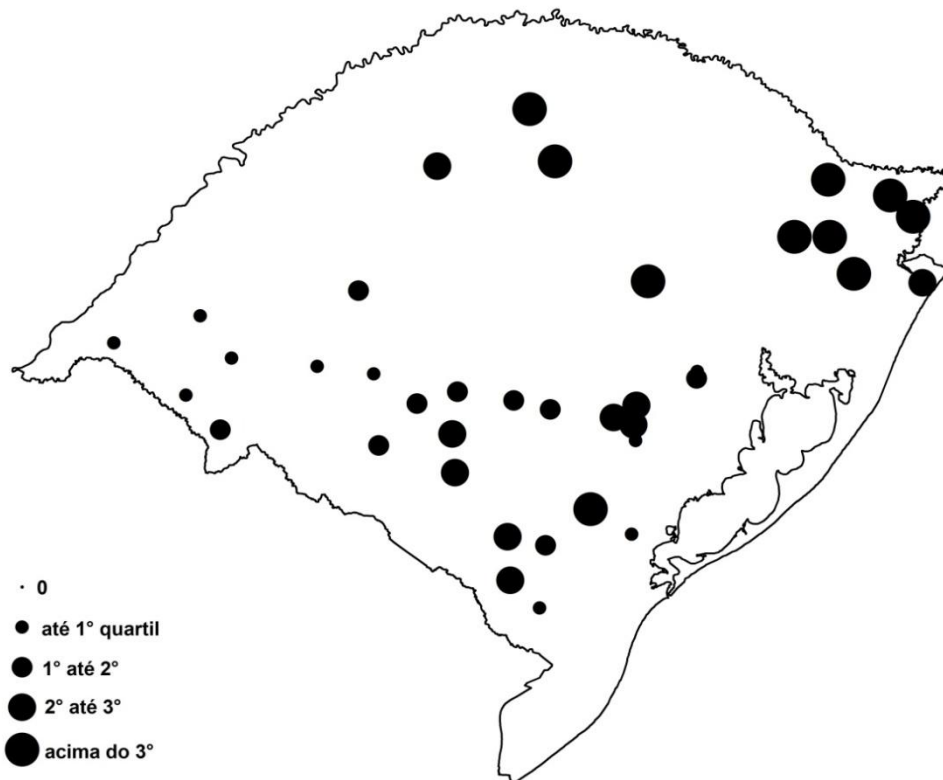 0
até 1° quartil
1° até 2°
2° até 3°
acima do 3°